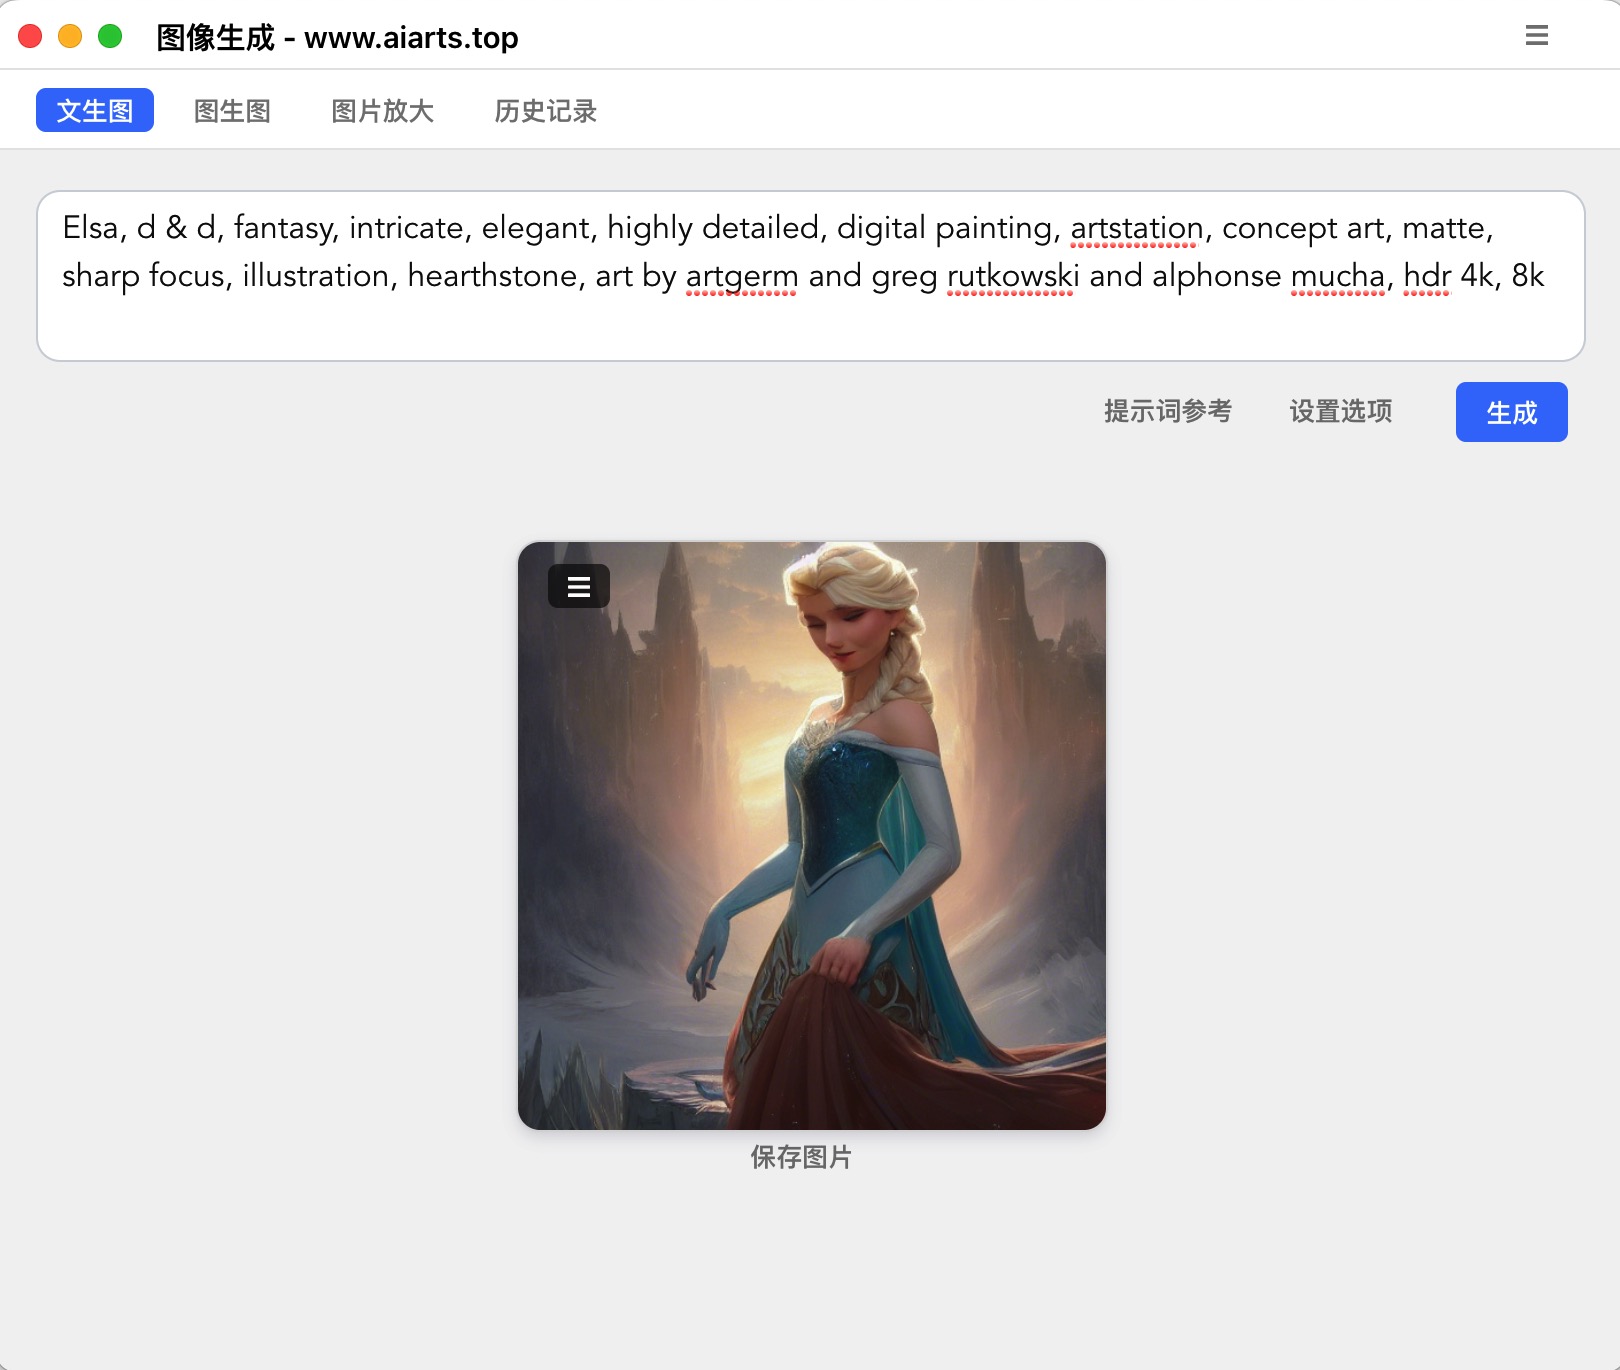 图像生成 - www.aiarts.top
文生图 图生图 图片放大 历史记录
Elsa, d & d, fantasy, intricate, elegant, highly detailed, digital painting, artstation, concept art, matte,
sharp focus, illustration, hearthstone, art by artgerm and greg rutkowski and alphonse mucha, hdr 4k, 8k
提示词参考 设置选项 生成
保存图片